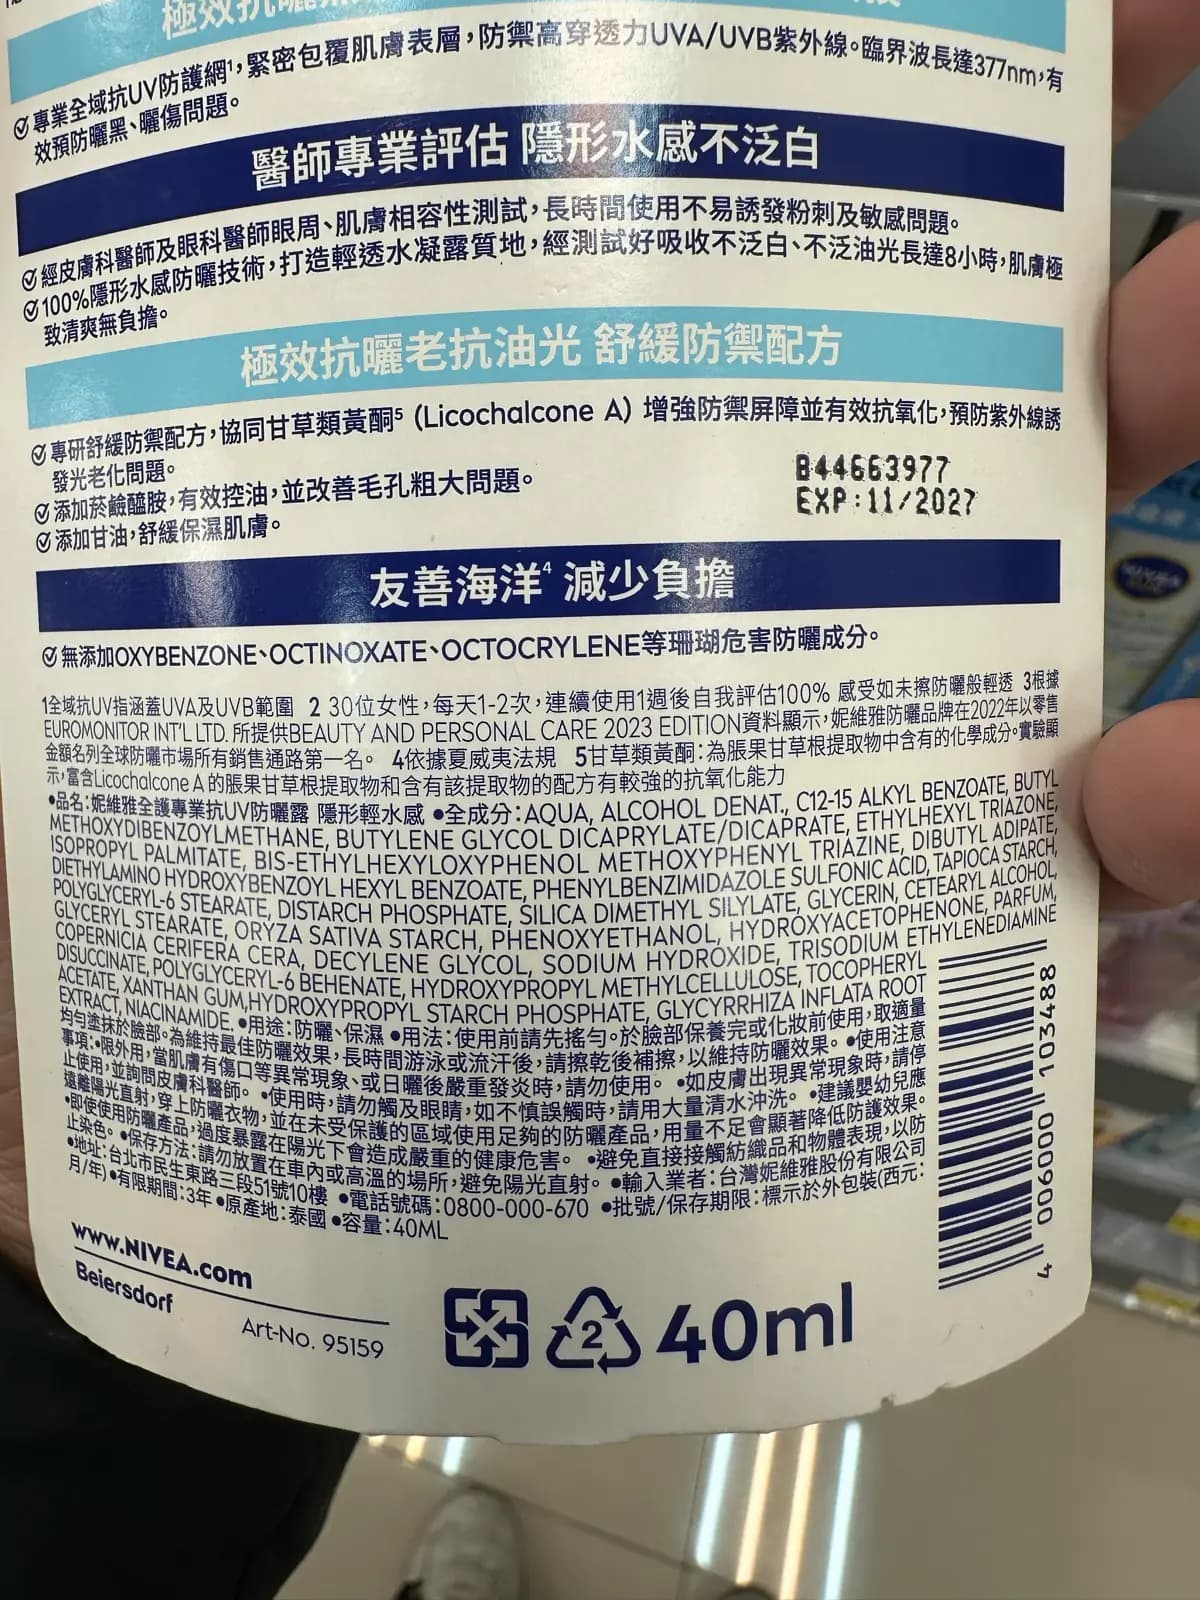 極效抗曬
專業全域抗UV防護網¹,緊密包覆肌膚表層,防禦高穿透力UVA/UVB紫外線。臨界波長達377nm,有
效預防曬黑、曬傷問題。
醫師專業評估 隱形水感不泛白
經皮膚科醫師及眼科醫師眼周、肌膚相容性測試,長時間使用不易誘發粉刺及敏感問題。
100%隱形水感防曬技術,打造輕透水凝露質地,經測試好吸收不泛白、不泛油光長達8小時,肌膚極
致清爽無負擔。
極效抗曬老抗油光 舒緩防禦配方
專研舒緩防禦配方,協同甘草類黃酮⁵ (Licochalcone A) 增強防禦屏障並有效抗氧化,預防紫外線誘
發光老化問題。
添加菸鹼醯胺,有效控油,並改善毛孔粗大問題。
添加甘油,舒緩保濕肌膚。
B44663977
EXP:11/2027
友善海洋⁴ 減少負擔
無添加OXYBENZONE、OCTINOXATE、OCTOCRYLENE等珊瑚危害防曬成分。
1全域抗UV指涵蓋UVA及UVB範圍 2 30位女性,每天1-2次,連續使用1週後自我評估100% 感受如未擦防曬般輕透 3根據
EUROMONITOR INT'L LTD. 所提供BEAUTY AND PERSONAL CARE 2023 EDITION資料顯示,妮維雅防曬品牌在2022年以零售
金額名列全球防曬市場所有銷售通路第一名。 4依據夏威夷法規 5甘草類黃酮:為脹果甘草根提取物中含有的化學成分。實驗顯
示,富含Licochalcone A 的脹果甘草根提取物和含有該提取物的配方有較強的抗氧化能力
•品名:妮維雅全護專業抗UV防曬露 隱形輕水感 •全成分:AQUA, ALCOHOL DENAT., C12-15 ALKYL BENZOATE, BUTYL
METHOXYDIBENZOYLMETHANE, BUTYLENE GLYCOL DICAPRYLATE/DICAPRATE, ETHYLHEXYL TRIAZONE,
ISOPROPYL PALMITATE, BIS-ETHYLHEXYLOXYPHENOL METHOXYPHENYL TRIAZINE, DIBUTYL ADIPATE,
DIETHYLAMINO HYDROXYBENZOYL HEXYL BENZOATE, PHENYLBENZIMIDAZOLE SULFONIC ACID, TAPIOCA STARCH,
POLYGLYCERYL-6 STEARATE, DISTARCH PHOSPHATE, SILICA DIMETHYL SILYLATE, GLYCERIN, CETEARYL ALCOHOL,
GLYCERYL STEARATE, ORYZA SATIVA STARCH, PHENOXYETHANOL, HYDROXYACETOPHENONE, PARFUM,
COPERNICIA CERIFERA CERA, DECYLENE GLYCOL, SODIUM HYDROXIDE, TRISODIUM ETHYLENEDIAMINE
DISUCCINATE, POLYGLYCERYL-6 BEHENATE, HYDROXYPROPYL METHYLCELLULOSE, TOCOPHERYL
ACETATE, XANTHAN GUM,HYDROXYPROPYL STARCH PHOSPHATE, GLYCYRRHIZA INFLATA ROOT
EXTRACT, NIACINAMIDE. •用途:防曬、保濕 •用法:使用前請先搖勻。於臉部保養完或化妝前使用,取適量
均勻塗抹於臉部。為維持最佳防曬效果,長時間游泳或流汗後,請擦乾後補擦,以維持防曬效果。 •使用注意
事項:•限外用,當肌膚有傷口等異常現象、或日曬後嚴重發炎時,請勿使用。 •如皮膚出現異常現象時,請停
止使用,並詢問皮膚科醫師。 •使用時,請勿觸及眼睛,如不慎誤觸時,請用大量清水沖洗。 •建議嬰幼兒應
遠離陽光直射,穿上防曬衣物,並在未受保護的區域使用足夠的防曬產品,用量不足會顯著降低防護效果。
•即使使用防曬產品,過度暴露在陽光下會造成嚴重的健康危害。 •避免直接接觸紡織品和物體表現,以防
止染色。•保存方法:請勿放置在車內或高溫的場所,避免陽光直射。 •輸入業者:台灣妮維雅股份有限公司
•地址:台北市民生東路三段51號10樓 •電話號碼:0800-000-670 •批號/保存期限:標示於外包裝(西元:
月/年) •有限期間:3年 •原產地:泰國 •容量:40ML
4 006000 103488
www.NIVEA.com
Beiersdorf
Art-No. 95159
2
40ml